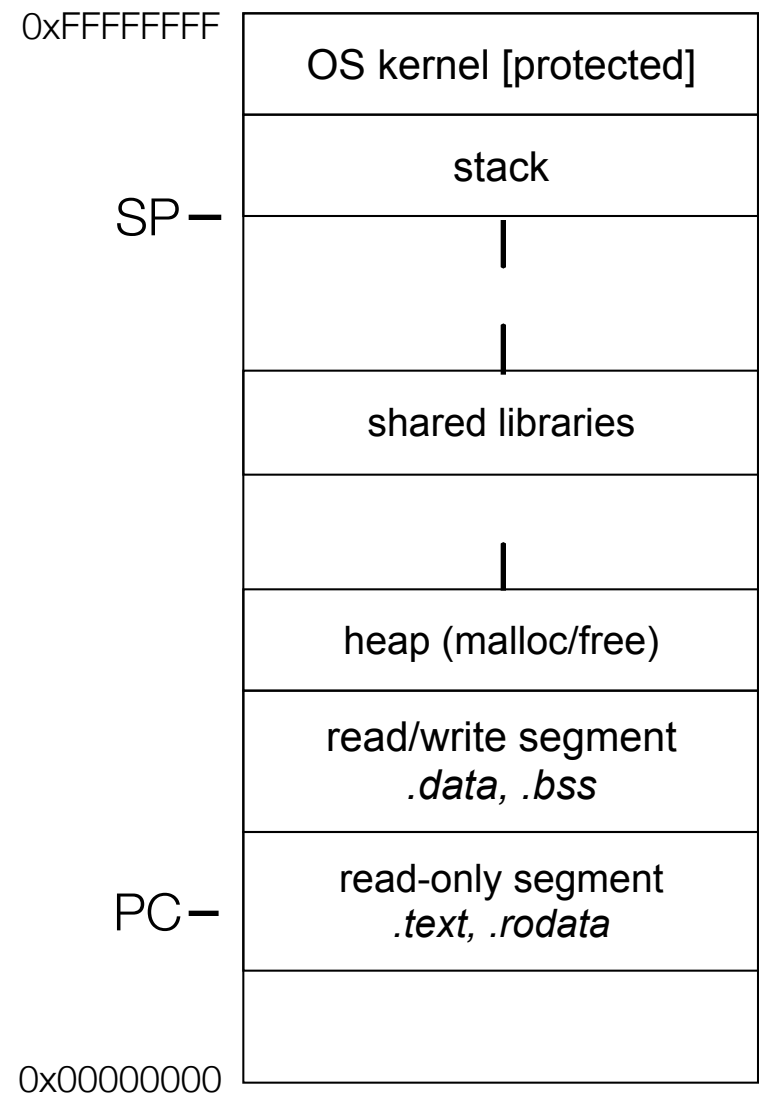 0xFFFFFFFF
OS kernel [protected]
stack
SP
shared libraries
heap (malloc/free)
read/write segment
.data, .bss
read-only segment
PC
.text, .rodata
0x00000000